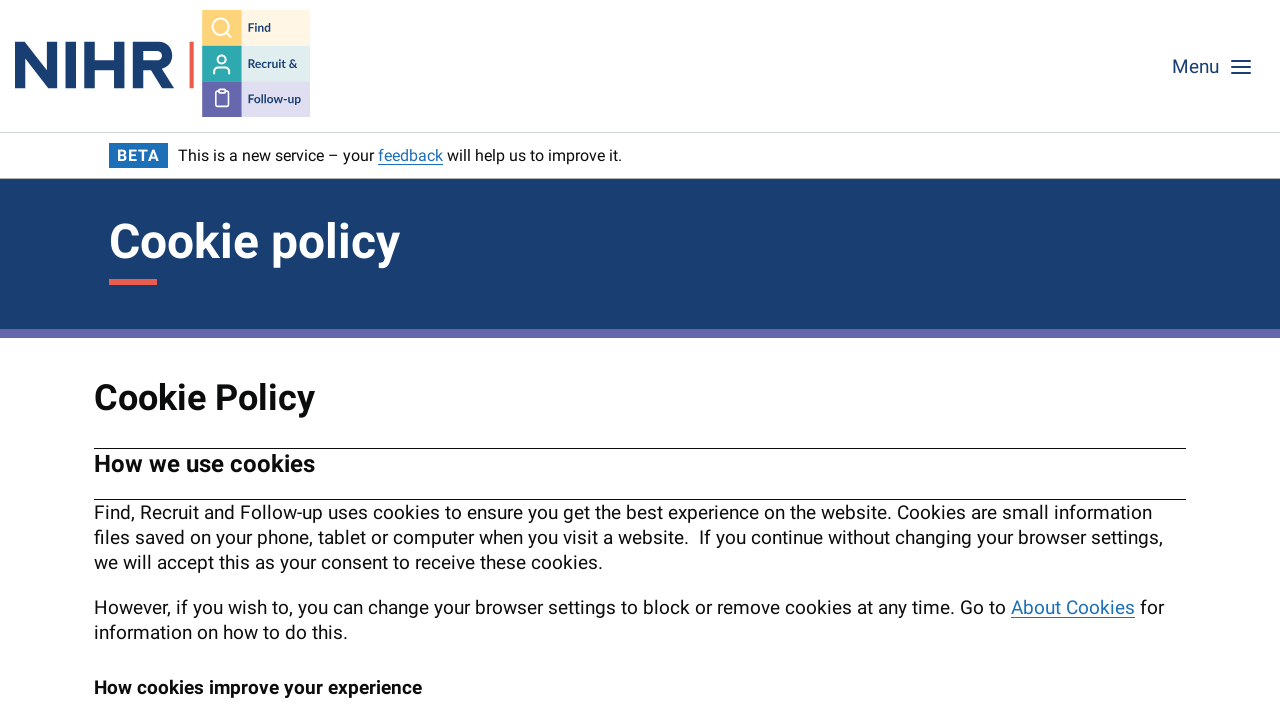 NIHR
Find
Recruit &
Follow-up
Menu
BETA This is a new service – your feedback will help us to improve it.
Cookie policy
Cookie Policy
How we use cookies
Find, Recruit and Follow-up uses cookies to ensure you get the best experience on the website. Cookies are small information
files saved on your phone, tablet or computer when you visit a website.  If you continue without changing your browser settings,
we will accept this as your consent to receive these cookies.
However, if you wish to, you can change your browser settings to block or remove cookies at any time. Go to About Cookies for
information on how to do this.
How cookies improve your experience